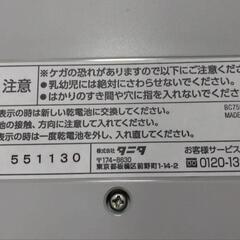 注意
※ケガの恐れがありますので以下にご注意くだ
●乳幼児には絶対にさわらせないでください。
●はかりのすき間や穴に指を入れないでください。
表示の時は新しい乾電池に交換してください。
池の接触、方向に注意して入れてください。
表示の時は一度乾電池を外し、入れ直してくだ
BC75
MADE
551130
株式会社 タニタ
〒174-8630
東京都板橋区前野町1-14-2
お客様サービス
0120-13